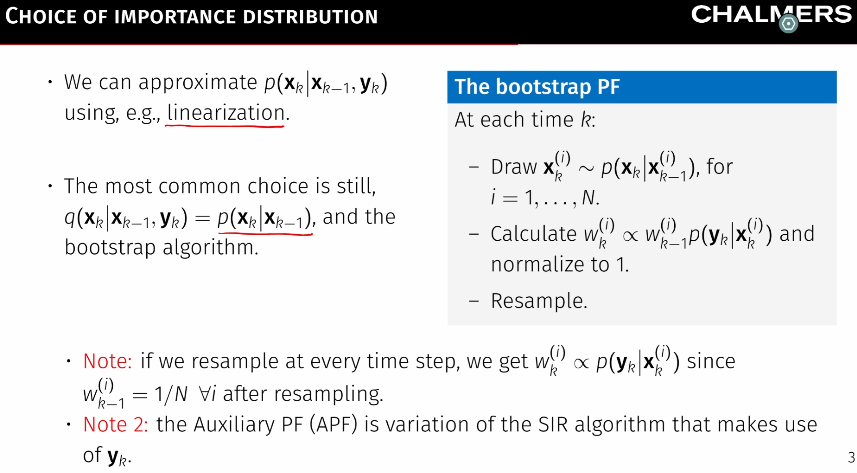 CHOICE OF IMPORTANCE DISTRIBUTION
CHALMERS
• We can approximate p(x_k|x_{k−1}, y_k)
using, e.g., linearization.
• The most common choice is still,
q(x_k|x_{k−1}, y_k) = p(x_k|x_{k−1}), and the
bootstrap algorithm.
The bootstrap PF
At each time k:
– Draw x_k^{(i)} ∼ p(x_k|x_{k−1}^{(i)}), for
i = 1, . . . , N.
– Calculate w_k^{(i)} ∝ w_{k−1}^{(i)} p(y_k|x_k^{(i)}) and
normalize to 1.
– Resample.
• Note: if we resample at every time step, we get w_k^{(i)} ∝ p(y_k|x_k^{(i)}) since
w_{k−1}^{(i)} = 1/N ∀i after resampling.
• Note 2: the Auxiliary PF (APF) is variation of the SIR algorithm that makes use
of y_k.
3